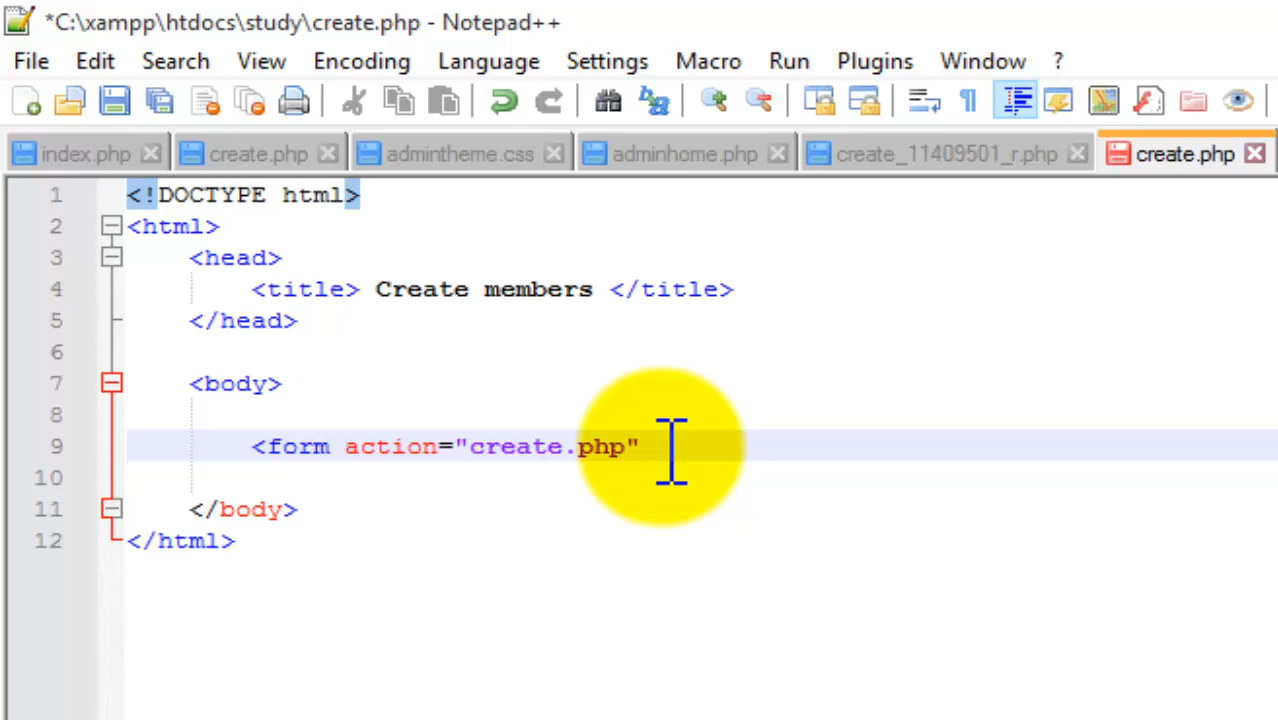 *C:\xampp\htdocs\study\create.php - Notepad++
File Edit Search View Encoding Language Settings Macro Run Plugins Window ?
index.php create.php admintheme.css adminhome.php create_11409501_r.php create.php
1 <!DOCTYPE html>
2 <html>
3 <head>
4 <title> Create members </title>
5 </head>
6
7 <body>
8
9 <form action="create.php"
10
11 </body>
12 </html>